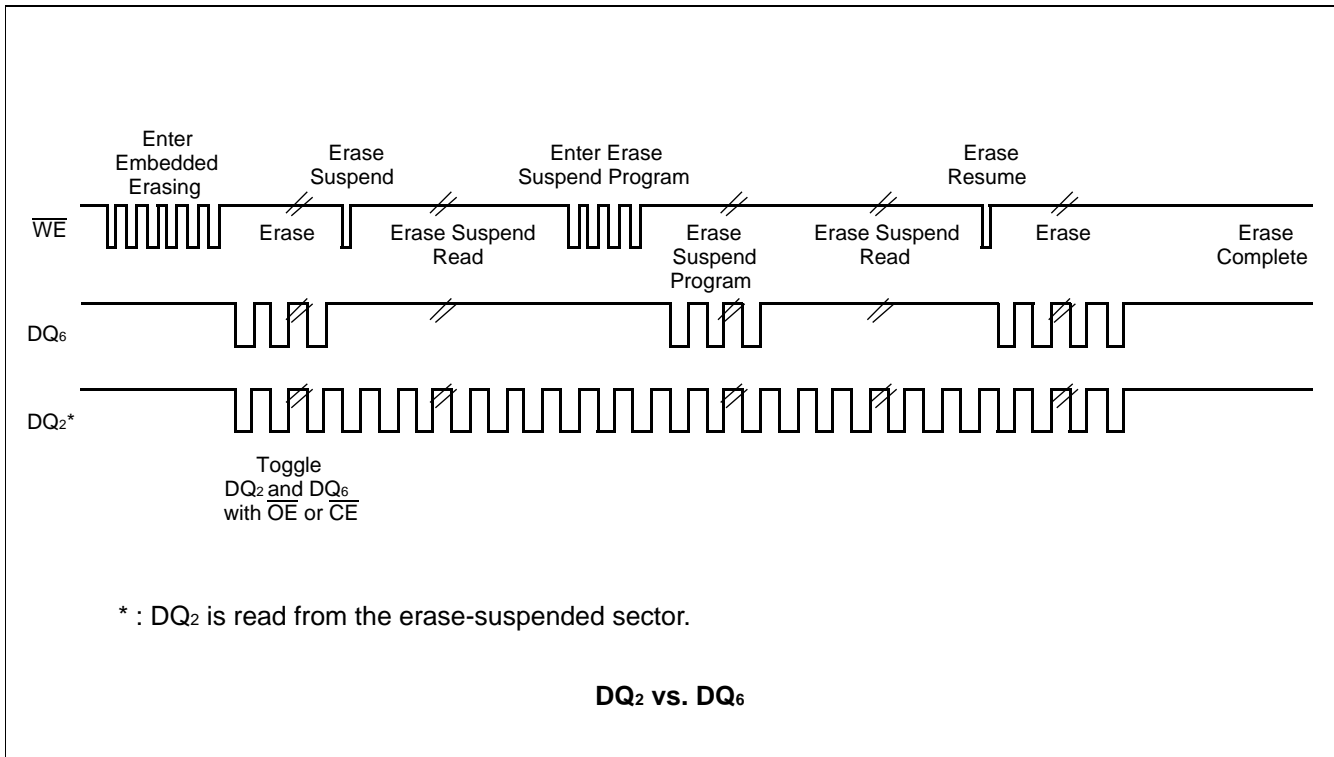 Enter
Embedded
Erasing
Erase
Suspend
Enter Erase
Suspend Program
Erase
Resume
WE
Erase
Erase Suspend
Read
Erase
Suspend
Program
Erase Suspend
Read
Erase
Erase
Complete
DQ6
DQ2*
Toggle
DQ2 and DQ6
with OE or CE
* : DQ2 is read from the erase-suspended sector.
DQ2 vs. DQ6